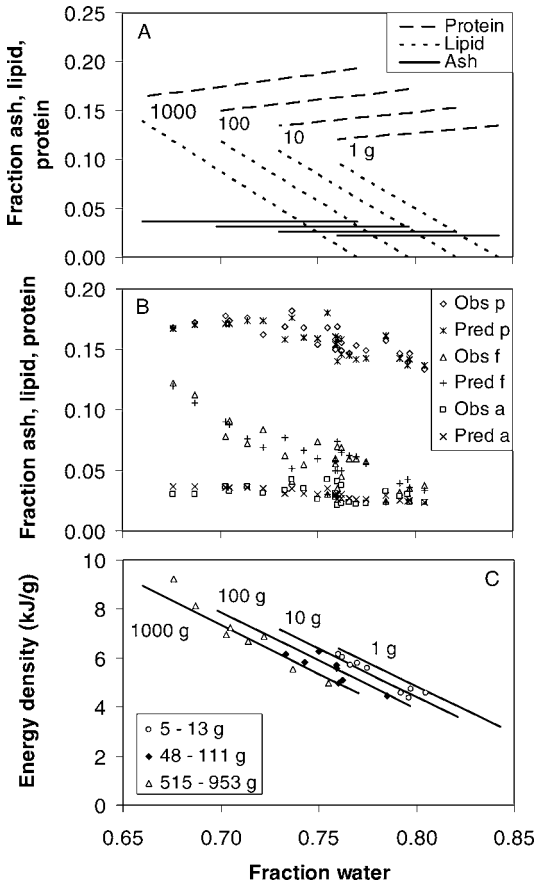 Fraction ash, lipid,
protein
0.25
0.20
0.15
0.10
0.05
0.00
A
Protein
Lipid
Ash
1000
100
10
1 g
Fraction ash, lipid, protein
0.20
0.15
0.10
0.05
0.00
B
Obs p
Pred p
Obs f
Pred f
Obs a
Pred a
Energy density (kJ/g)
10
8
6
4
2
0
C
100 g
10 g
1 g
1000 g
5 - 13 g
48 - 111 g
515 - 953 g
0.65 0.70 0.75 0.80 0.85
Fraction water